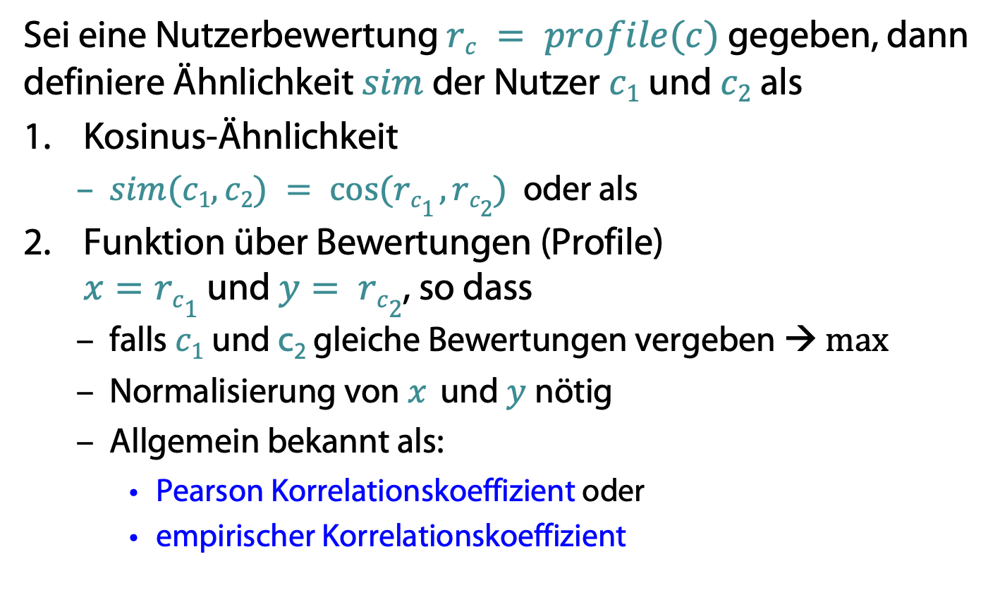 Sei eine Nutzerbewertung r_c = profile(c) gegeben, dann
definiere Ähnlichkeit sim der Nutzer c_1 und c_2 als
1. Kosinus-Ähnlichkeit
– sim(c_1, c_2) = cos(r_{c_1}, r_{c_2}) oder als
2. Funktion über Bewertungen (Profile)
x = r_{c_1} und y = r_{c_2}, so dass
– falls c_1 und c_2 gleiche Bewertungen vergeben → max
– Normalisierung von x und y nötig
– Allgemein bekannt als:
• Pearson Korrelationskoeffizient oder
• empirischer Korrelationskoeffizient